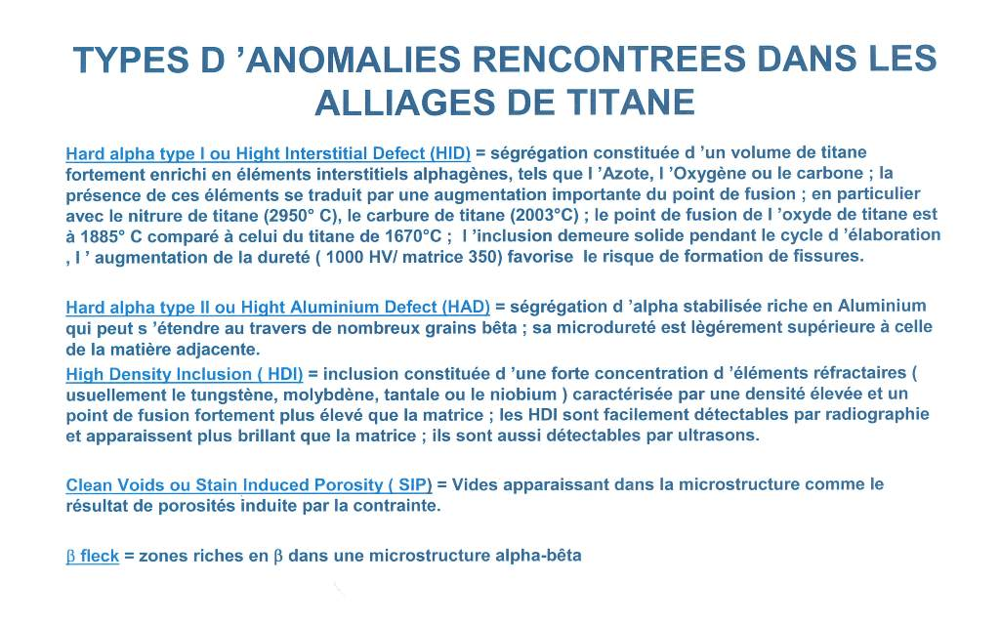 TYPES D ’ANOMALIES RENCONTREES DANS LES
ALLIAGES DE TITANE
Hard alpha type I ou Hight Interstitial Defect (HID) = ségrégation constituée d ’un volume de titane
fortement enrichi en éléments interstitiels alphagènes, tels que l ’Azote, l ’Oxygène ou le carbone ; la
présence de ces éléments se traduit par une augmentation importante du point de fusion ; en particulier
avec le nitrure de titane (2950° C), le carbure de titane (2003°C) ; le point de fusion de l ’oxyde de titane est
à 1885° C comparé à celui du titane de 1670°C ; l ’inclusion demeure solide pendant le cycle d ’élaboration
, l ’ augmentation de la dureté ( 1000 HV/ matrice 350) favorise le risque de formation de fissures.
Hard alpha type II ou Hight Aluminium Defect (HAD) = ségrégation d ’alpha stabilisée riche en Aluminium
qui peut s ’étendre au travers de nombreux grains bêta ; sa microdureté est lègérement supérieure à celle
de la matière adjacente.
High Density Inclusion ( HDI) = inclusion constituée d ’une forte concentration d ’éléments réfractaires (
usuellement le tungstène, molybdène, tantale ou le niobium ) caractérisée par une densité élevée et un
point de fusion fortement plus élevé que la matrice ; les HDI sont facilement détectables par radiographie
et apparaissent plus brillant que la matrice ; ils sont aussi détectables par ultrasons.
Clean Voids ou Stain Induced Porosity ( SIP) = Vides apparaissant dans la microstructure comme le
résultat de porosités induite par la contrainte.
β fleck = zones riches en β dans une microstructure alpha-bêta